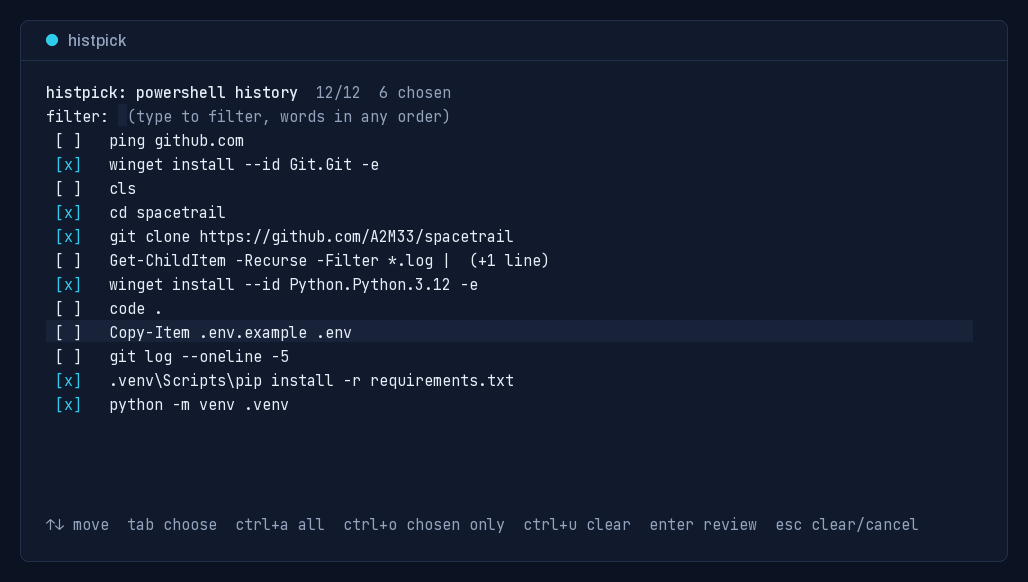 histpick
histpick: powershell history  12/12  6 chosen
filter:  (type to filter, words in any order)
[ ]   ping github.com
[x]   winget install --id Git.Git -e
[ ]   cls
[x]   cd spacetrail
[x]   git clone https://github.com/A2M33/spacetrail
[ ]   Get-ChildItem -Recurse -Filter *.log |  (+1 line)
[x]   winget install --id Python.Python.3.12 -e
[ ]   code .
[ ]   Copy-Item .env.example .env
[ ]   git log --oneline -5
[x]   .venv\Scripts\pip install -r requirements.txt
[x]   python -m venv .venv
↑↓ move  tab choose  ctrl+a all  ctrl+o chosen only  ctrl+u clear  enter review  esc clear/cancel